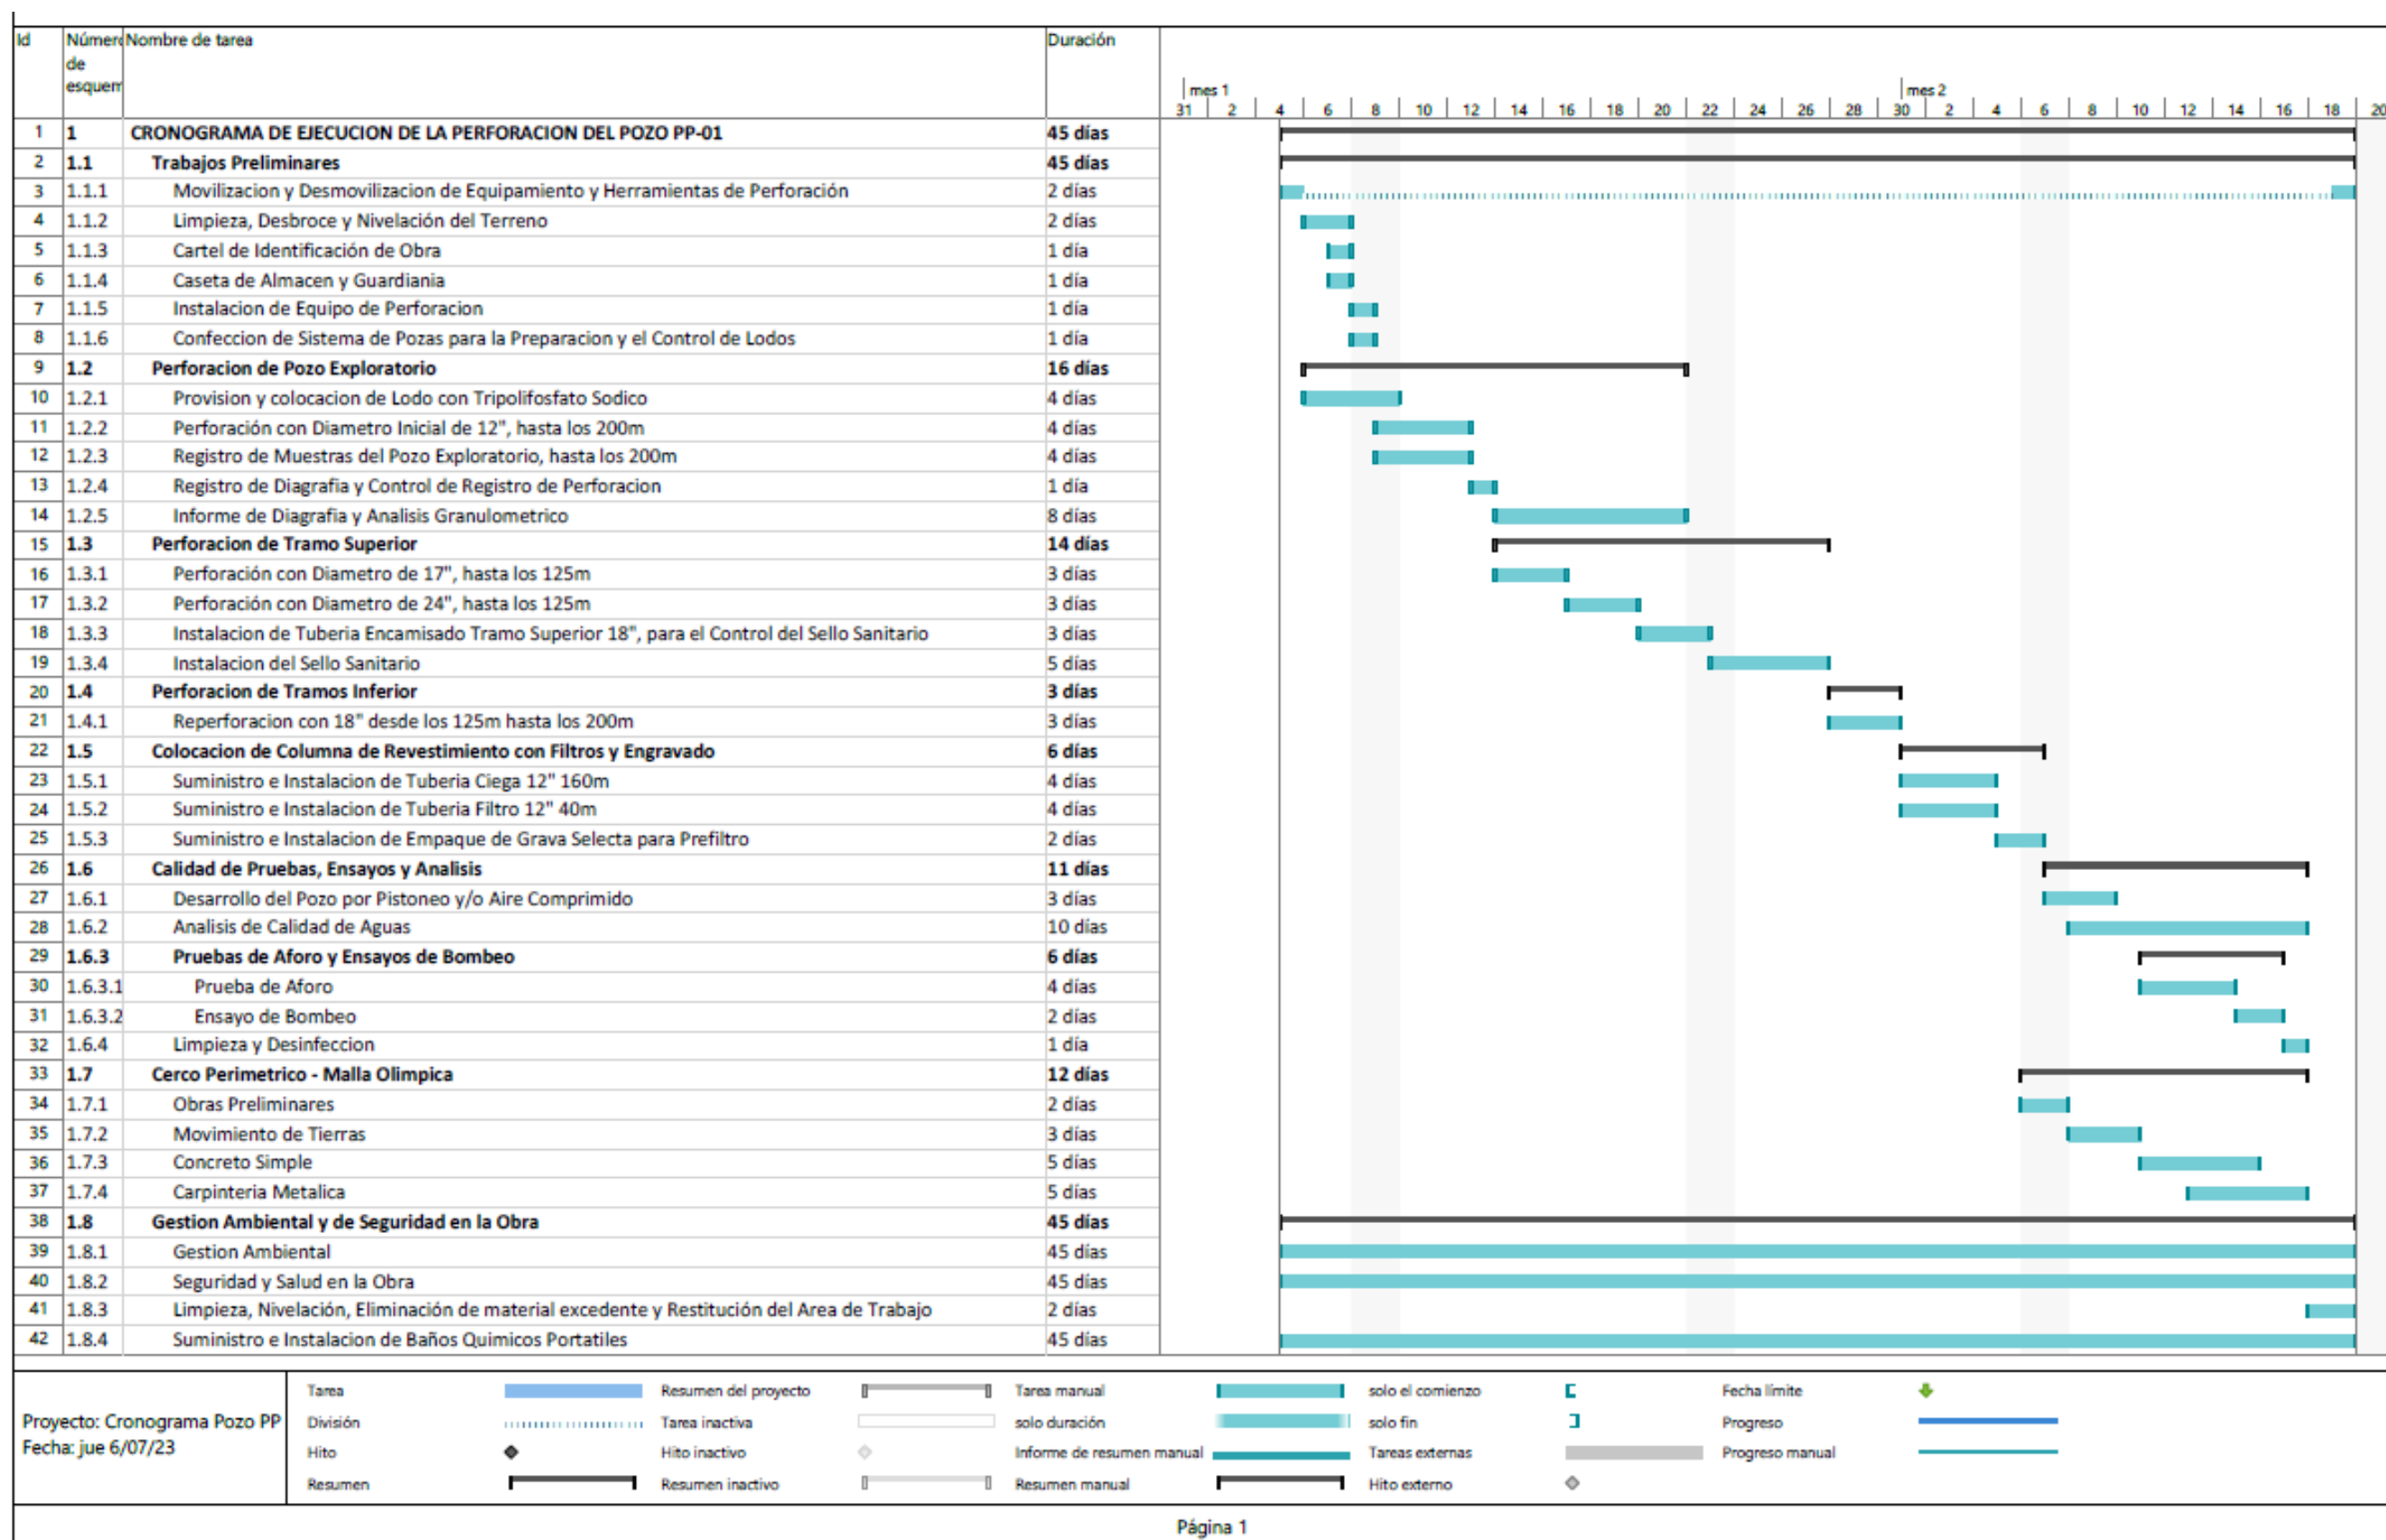 Id Número de esquem Nombre de tarea Duración
mes 1 mes 2
31 2 4 6 8 10 12 14 16 18 20 22 24 26 28 30 2 4 6 8 10 12 14 16 18 20
1 1 CRONOGRAMA DE EJECUCION DE LA PERFORACION DEL POZO PP-01 45 días
2 1.1 Trabajos Preliminares 45 días
3 1.1.1 Movilizacion y Desmovilizacion de Equipamiento y Herramientas de Perforación 2 días
4 1.1.2 Limpieza, Desbroce y Nivelación del Terreno 2 días
5 1.1.3 Cartel de Identificación de Obra 1 día
6 1.1.4 Caseta de Almacen y Guardiania 1 día
7 1.1.5 Instalacion de Equipo de Perforacion 1 día
8 1.1.6 Confeccion de Sistema de Pozas para la Preparacion y el Control de Lodos 1 día
9 1.2 Perforacion de Pozo Exploratorio 16 días
10 1.2.1 Provision y colocacion de Lodo con Tripolifosfato Sodico 4 días
11 1.2.2 Perforación con Diametro Inicial de 12", hasta los 200m 4 días
12 1.2.3 Registro de Muestras del Pozo Exploratorio, hasta los 200m 4 días
13 1.2.4 Registro de Diagrafia y Control de Registro de Perforacion 1 día
14 1.2.5 Informe de Diagrafia y Analisis Granulometrico 8 días
15 1.3 Perforacion de Tramo Superior 14 días
16 1.3.1 Perforación con Diametro de 17", hasta los 125m 3 días
17 1.3.2 Perforación con Diametro de 24", hasta los 125m 3 días
18 1.3.3 Instalacion de Tuberia Encamisado Tramo Superior 18", para el Control del Sello Sanitario 3 días
19 1.3.4 Instalacion del Sello Sanitario 5 días
20 1.4 Perforacion de Tramos Inferior 3 días
21 1.4.1 Reperforacion con 18" desde los 125m hasta los 200m 3 días
22 1.5 Colocacion de Columna de Revestimiento con Filtros y Engravado 6 días
23 1.5.1 Suministro e Instalacion de Tuberia Ciega 12" 160m 4 días
24 1.5.2 Suministro e Instalacion de Tuberia Filtro 12" 40m 4 días
25 1.5.3 Suministro e Instalacion de Empaque de Grava Selecta para Prefiltro 2 días
26 1.6 Calidad de Pruebas, Ensayos y Analisis 11 días
27 1.6.1 Desarrollo del Pozo por Pistoneo y/o Aire Comprimido 3 días
28 1.6.2 Analisis de Calidad de Aguas 10 días
29 1.6.3 Pruebas de Aforo y Ensayos de Bombeo 6 días
30 1.6.3.1 Prueba de Aforo 4 días
31 1.6.3.2 Ensayo de Bombeo 2 días
32 1.6.4 Limpieza y Desinfeccion 1 día
33 1.7 Cerco Perimetrico - Malla Olimpica 12 días
34 1.7.1 Obras Preliminares 2 días
35 1.7.2 Movimiento de Tierras 3 días
36 1.7.3 Concreto Simple 5 días
37 1.7.4 Carpinteria Metalica 5 días
38 1.8 Gestion Ambiental y de Seguridad en la Obra 45 días
39 1.8.1 Gestion Ambiental 45 días
40 1.8.2 Seguridad y Salud en la Obra 45 días
41 1.8.3 Limpieza, Nivelación, Eliminación de material excedente y Restitución del Area de Trabajo 2 días
42 1.8.4 Suministro e Instalacion de Baños Quimicos Portatiles 45 días
Proyecto: Cronograma Pozo PP
Fecha: jue 6/07/23
Tarea Resumen del proyecto Tarea manual solo el comienzo Fecha límite
División Tarea inactiva solo duración solo fin Progreso
Hito Hito inactivo Informe de resumen manual Tareas externas Progreso manual
Resumen Resumen inactivo Resumen manual Hito externo
Página 1